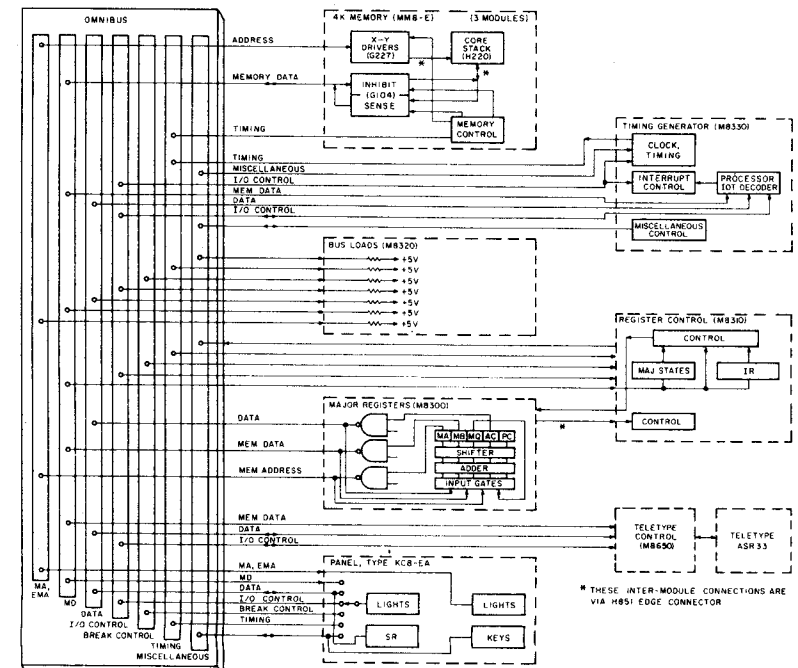 OMNIBUS
4K MEMORY (MM8-E) (3 MODULES)
ADDRESS
X-Y
DRIVERS
(G227)
CORE
STACK
(H220)
*
*
MEMORY DATA
INHIBIT
(G104)
SENSE
MEMORY
CONTROL
TIMING
TIMING GENERATOR (M8330)
CLOCK,
TIMING
TIMING
MISCELLANEOUS
I/O CONTROL
MEM DATA
DATA
I/O CONTROL
INTERRUPT
CONTROL
PROCESSOR
IOT DECODER
MISCELLANEOUS
CONTROL
BUS LOADS (M8320)
+5V
+5V
+5V
+5V
+5V
+5V
+5V
REGISTER CONTROL (M8310)
CONTROL
MAJ STATES
IR
CONTROL
*
MAJOR REGISTERS (M8300)
DATA
MEM DATA
MEM ADDRESS
MA MB MQ AC PC
SHIFTER
ADDER
INPUT GATES
MEM DATA
DATA
I/O CONTROL
TELETYPE
CONTROL
(M8650)
TELETYPE
ASR 33
PANEL, TYPE KC8-EA
MA, EMA
MD
DATA
I/O CONTROL
BREAK CONTROL
TIMING
LIGHTS
LIGHTS
SR
KEYS
* THESE INTER-MODULE CONNECTIONS ARE
VIA H851 EDGE CONNECTOR
MA,
EMA
MD
DATA
I/O CONTROL
BREAK CONTROL
TIMING
MISCELLANEOUS